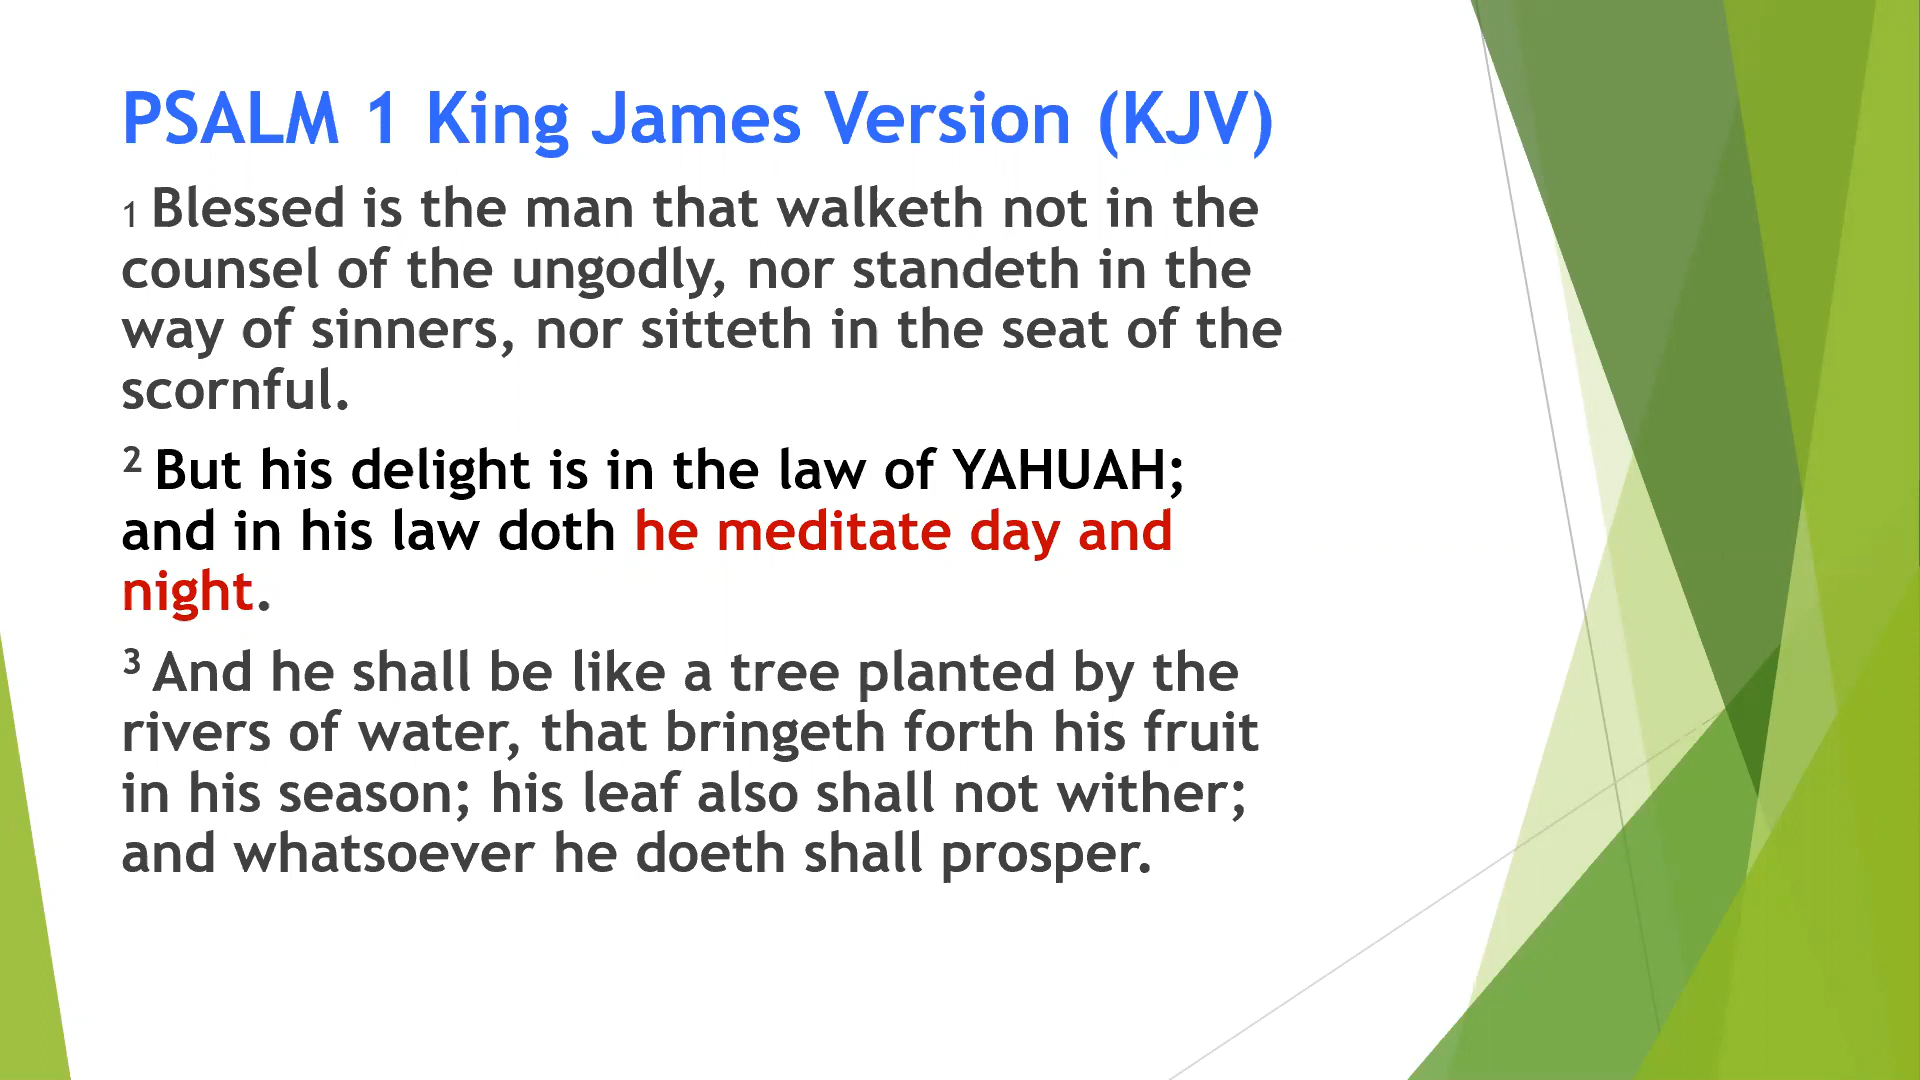 PSALM 1 King James Version (KJV)
1 Blessed is the man that walketh not in the
counsel of the ungodly, nor standeth in the
way of sinners, nor sitteth in the seat of the
scornful.
2 But his delight is in the law of YAHUAH;
and in his law doth he meditate day and
night.
3 And he shall be like a tree planted by the
rivers of water, that bringeth forth his fruit
in his season; his leaf also shall not wither;
and whatsoever he doeth shall prosper.